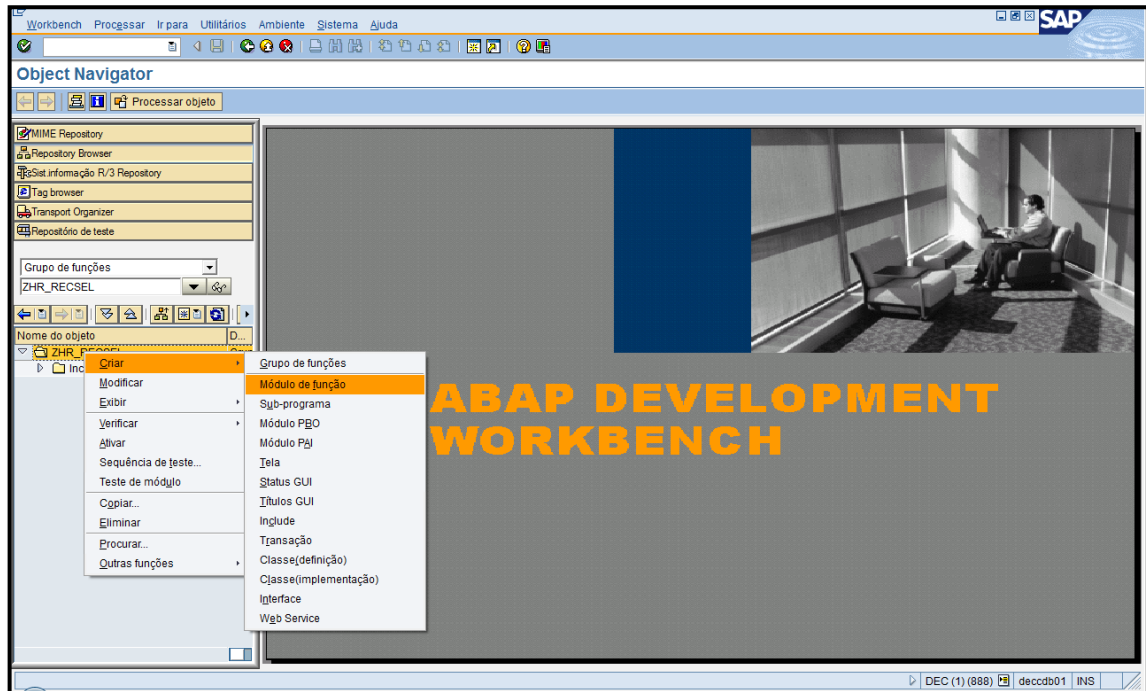 Workbench Processar Ir para Utilitários Ambiente Sistema Ajuda
SAP
Object Navigator
Processar objeto
MIME Repository
Repository Browser
Sist.informação R/3 Repository
Tag browser
Transport Organizer
Repositório de teste
Grupo de funções
ZHR_RECSEL
Nome do objeto D...
ZHR_RECSEL
Inc
Criar
Modificar
Exibir
Verificar
Ativar
Sequência de teste...
Teste de módulo
Copiar...
Eliminar
Procurar...
Outras funções
Grupo de funções
Módulo de função
Sub-programa
Módulo PBO
Módulo PAI
Tela
Status GUI
Títulos GUI
Include
Transação
Classe(definição)
Classe(implementação)
Interface
Web Service
ABAP DEVELOPMENT
WORKBENCH
DEC (1) (888) deccdb01 INS